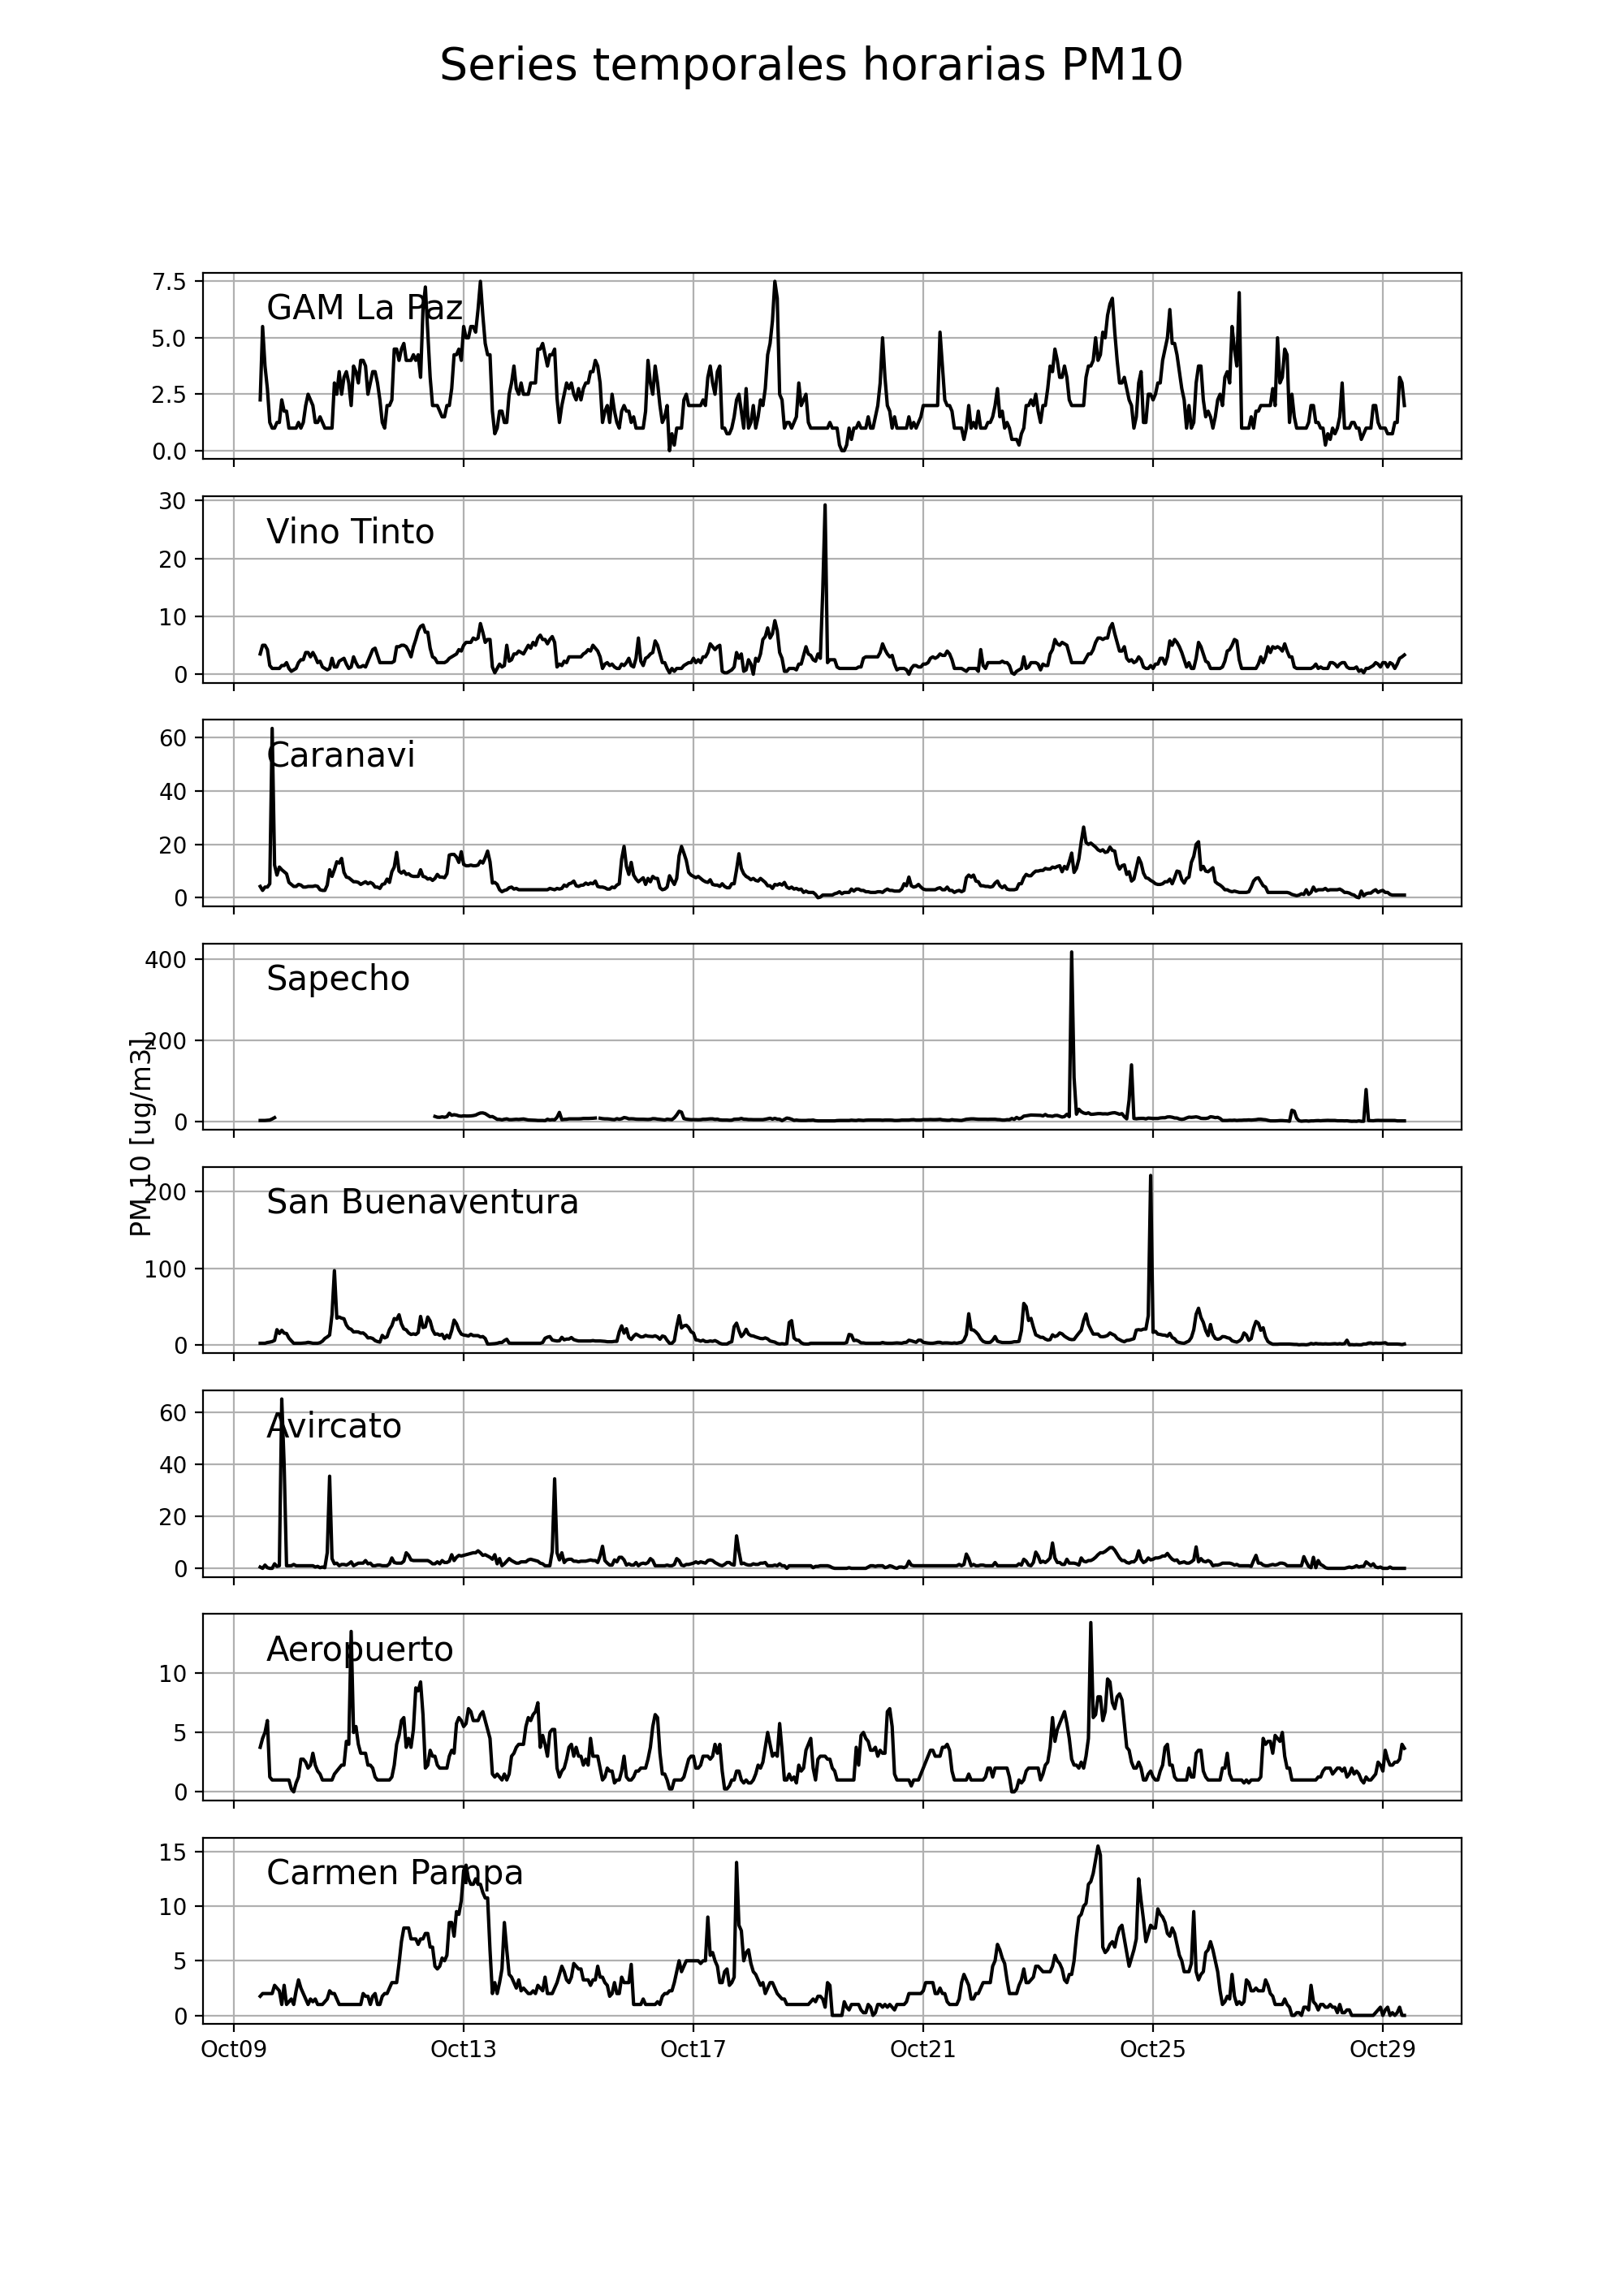 Series temporales horarias PM10
7.5
5.0
2.5
0.0
GAM La Paz
30
20
10
0
Vino Tinto
60
40
20
0
Caranavi
400
200
0
Sapecho
PM 10 [ug/m3]
200
100
0
San Buenaventura
60
40
20
0
Avircato
10
5
0
Aeropuerto
15
10
5
0
Carmen Pampa
Oct09 Oct13 Oct17 Oct21 Oct25 Oct29